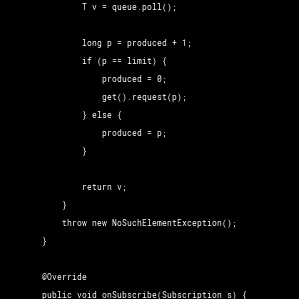 T v = queue.poll();
long p = produced + 1;
if (p == limit) {
produced = 0;
get().request(p);
} else {
produced = p;
}
return v;
}
throw new NoSuchElementException();
}
@Override
public void onSubscribe(Subscription s) {